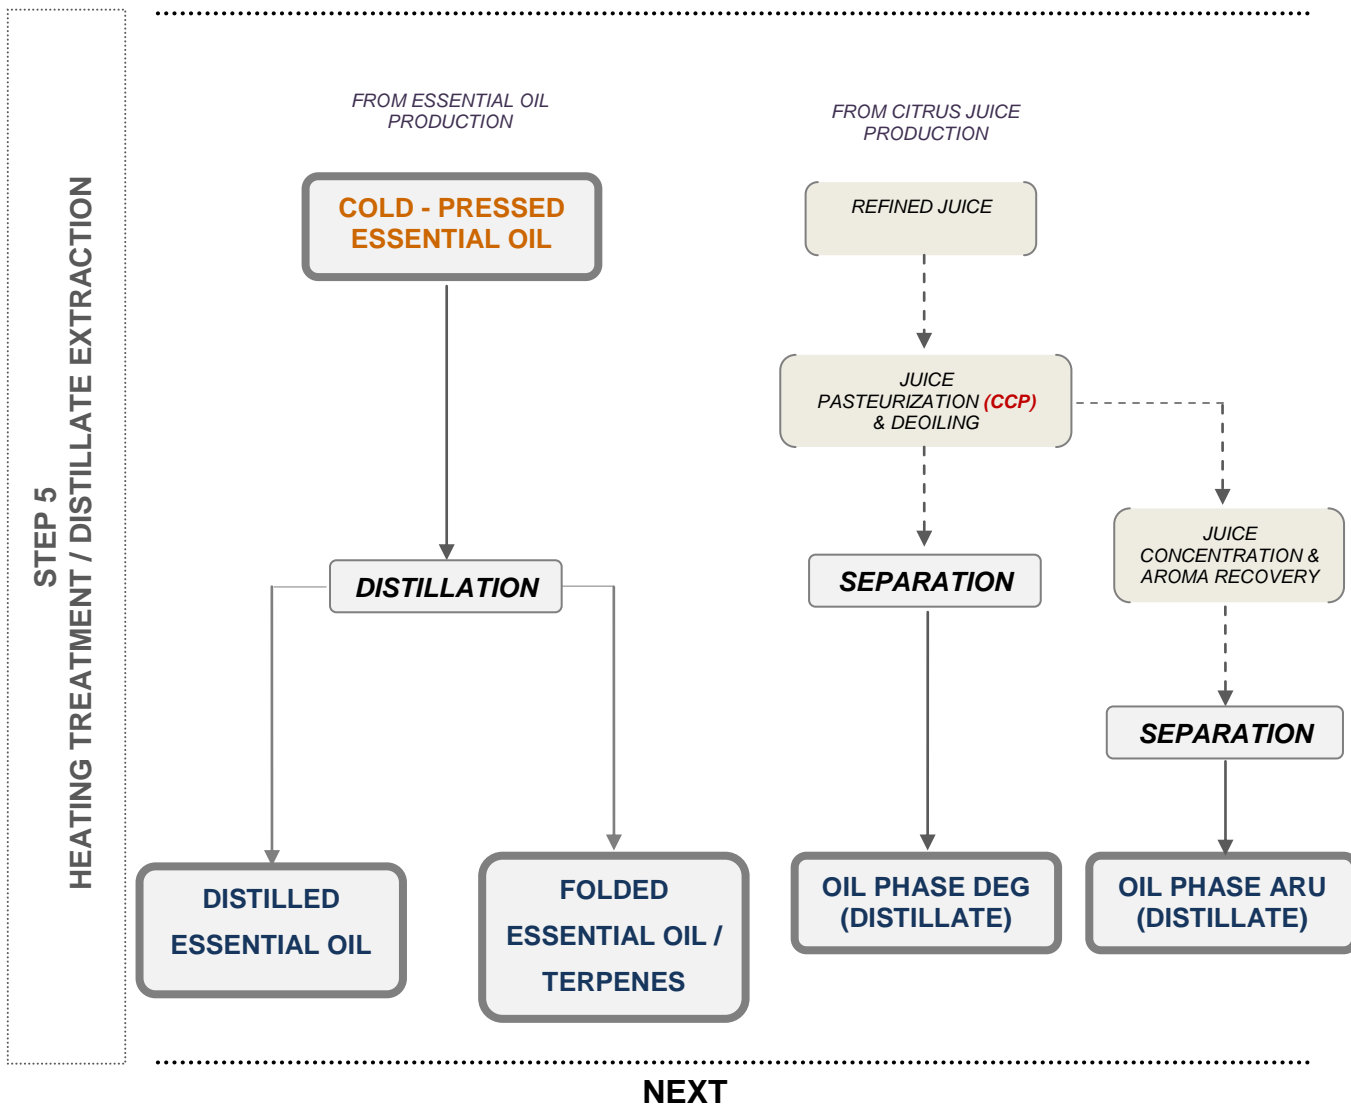 STEP 5
HEATING TREATMENT / DISTILLATE EXTRACTION
FROM ESSENTIAL OIL
PRODUCTION
COLD - PRESSED
ESSENTIAL OIL
DISTILLATION
DISTILLED
ESSENTIAL OIL
FOLDED
ESSENTIAL OIL /
TERPENES
FROM CITRUS JUICE
PRODUCTION
REFINED JUICE
JUICE
PASTEURIZATION (CCP)
& DEOILING
SEPARATION
OIL PHASE DEG
(DISTILLATE)
JUICE
CONCENTRATION &
AROMA RECOVERY
SEPARATION
OIL PHASE ARU
(DISTILLATE)
NEXT